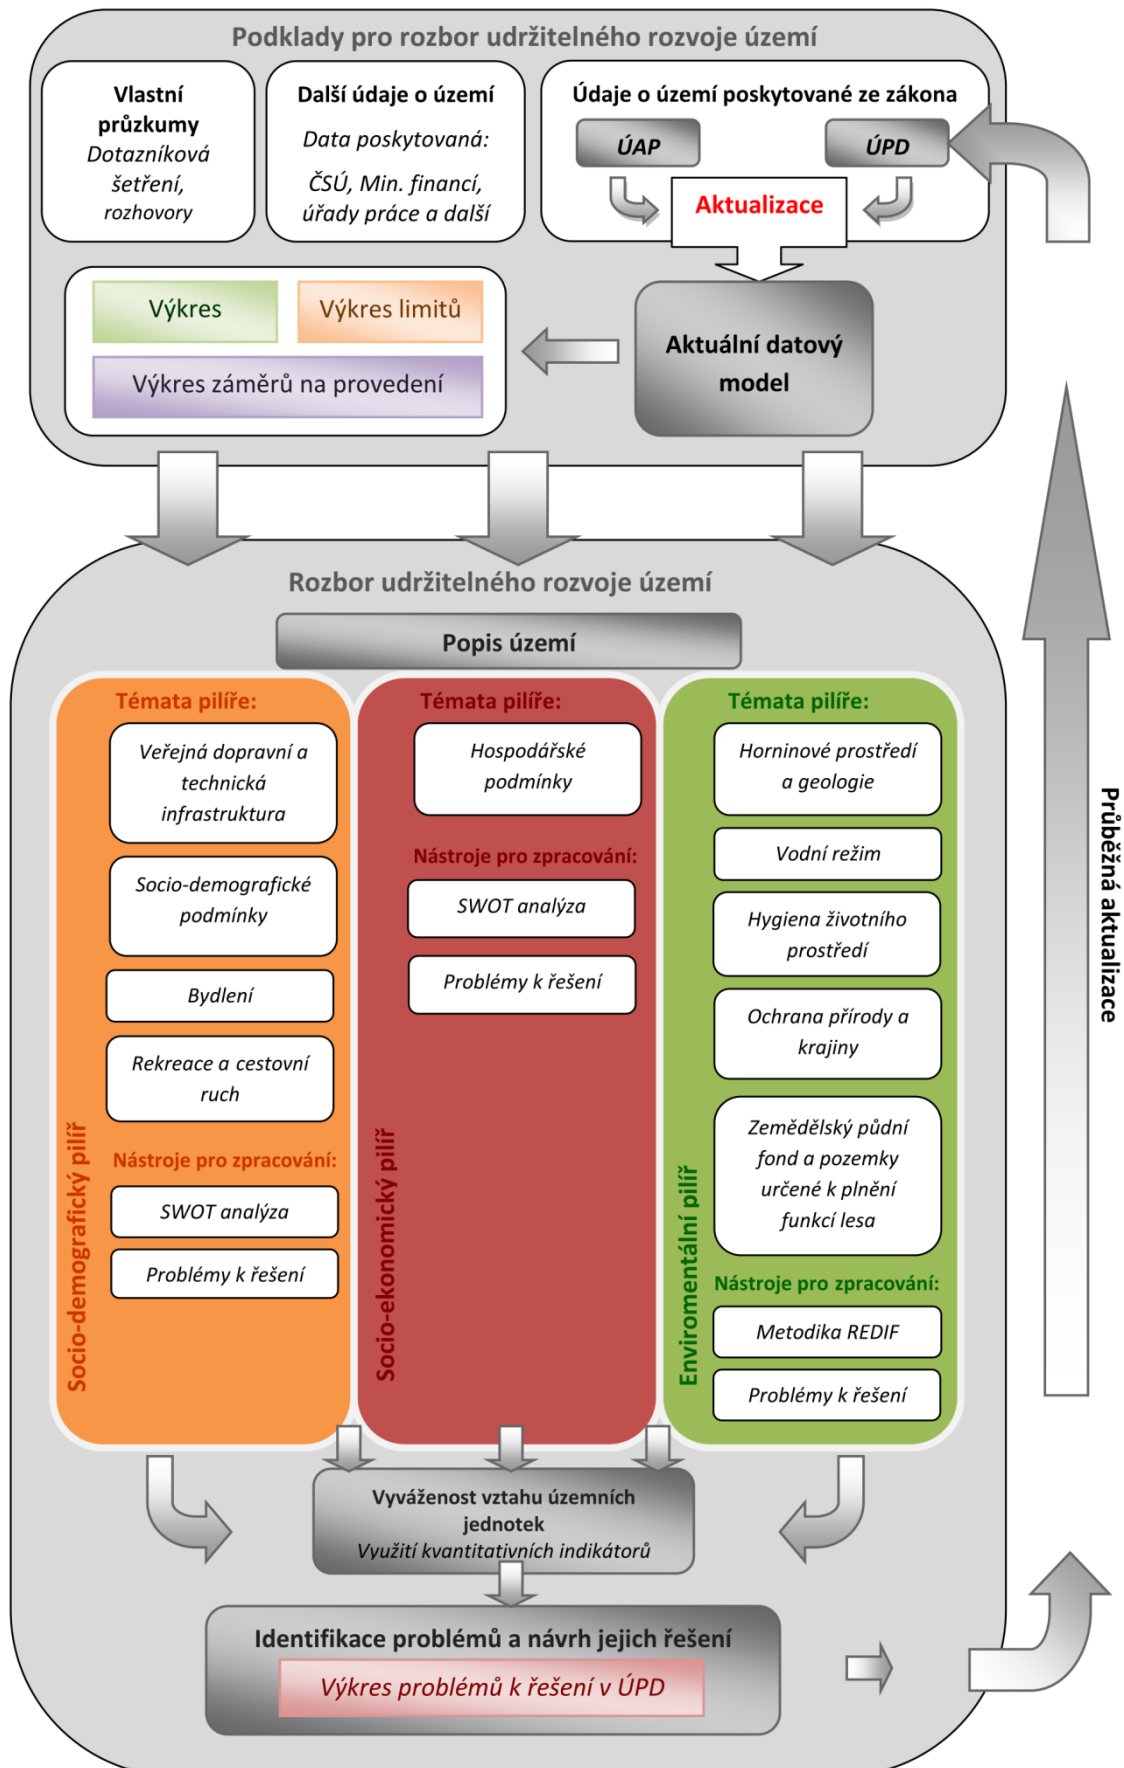 Podklady pro rozbor udržitelného rozvoje území
Vlastní
průzkumy
Dotazníková
šetření,
rozhovory
Další údaje o území
Data poskytovaná:
ČSÚ, Min. financí,
úřady práce a další
Údaje o území poskytované ze zákona
ÚAP
ÚPD
Aktualizace
Výkres
Výkres limitů
Výkres záměrů na provedení
Aktuální datový
model
Rozbor udržitelného rozvoje území
Popis území
Témata pilíře:
Veřejná dopravní a
technická
infrastruktura
Socio-demografické
podmínky
Bydlení
Rekreace a cestovní
ruch
Nástroje pro zpracování:
SWOT analýza
Problémy k řešení
Socio-demografický pilíř
Témata pilíře:
Hospodářské
podmínky
Nástroje pro zpracování:
SWOT analýza
Problémy k řešení
Socio-ekonomický pilíř
Témata pilíře:
Horninové prostředí
a geologie
Vodní režim
Hygiena životního
prostředí
Ochrana přírody a
krajiny
Zemědělský půdní
fond a pozemky
určené k plnění
funkcí lesa
Nástroje pro zpracování:
Metodika REDIF
Problémy k řešení
Enviromentální pilíř
Průběžná aktualizace
Vyváženost vztahu územních
jednotek
Využití kvantitativních indikátorů
Identifikace problémů a návrh jejich řešení
Výkres problémů k řešení v ÚPD